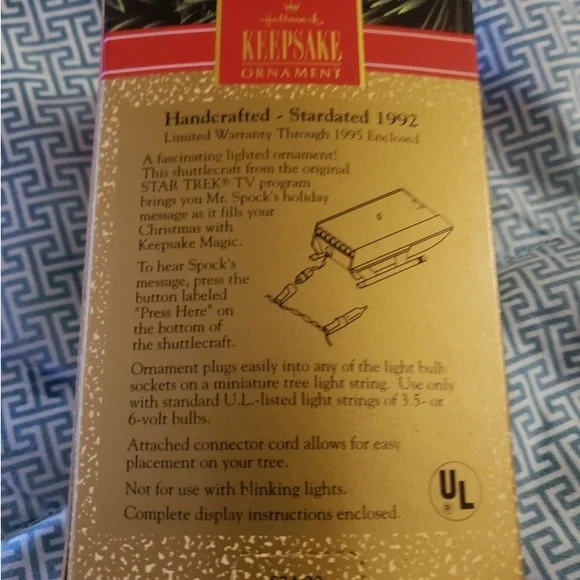 Hallmark
KEEPSAKE
ORNAMENT
Handcrafted - Stardated 1992
Limited Warranty Through 1995 Enclosed
A fascinating lighted ornament!
This shuttlecraft from the original
STAR TREK® TV program
brings you Mr. Spock's holiday
message as it fills your
Christmas with
Keepsake Magic.
To hear Spock's
message, press the
button labeled
"Press Here" on
the bottom of
the shuttlecraft.
Ornament plugs easily into any of the light bulb
sockets on a miniature tree light string. Use only
with standard U.L.-listed light strings of 3.5- or
6-volt bulbs.
Attached connector cord allows for easy
placement on your tree.
Not for use with blinking lights.
UL
®
Complete display instructions enclosed.